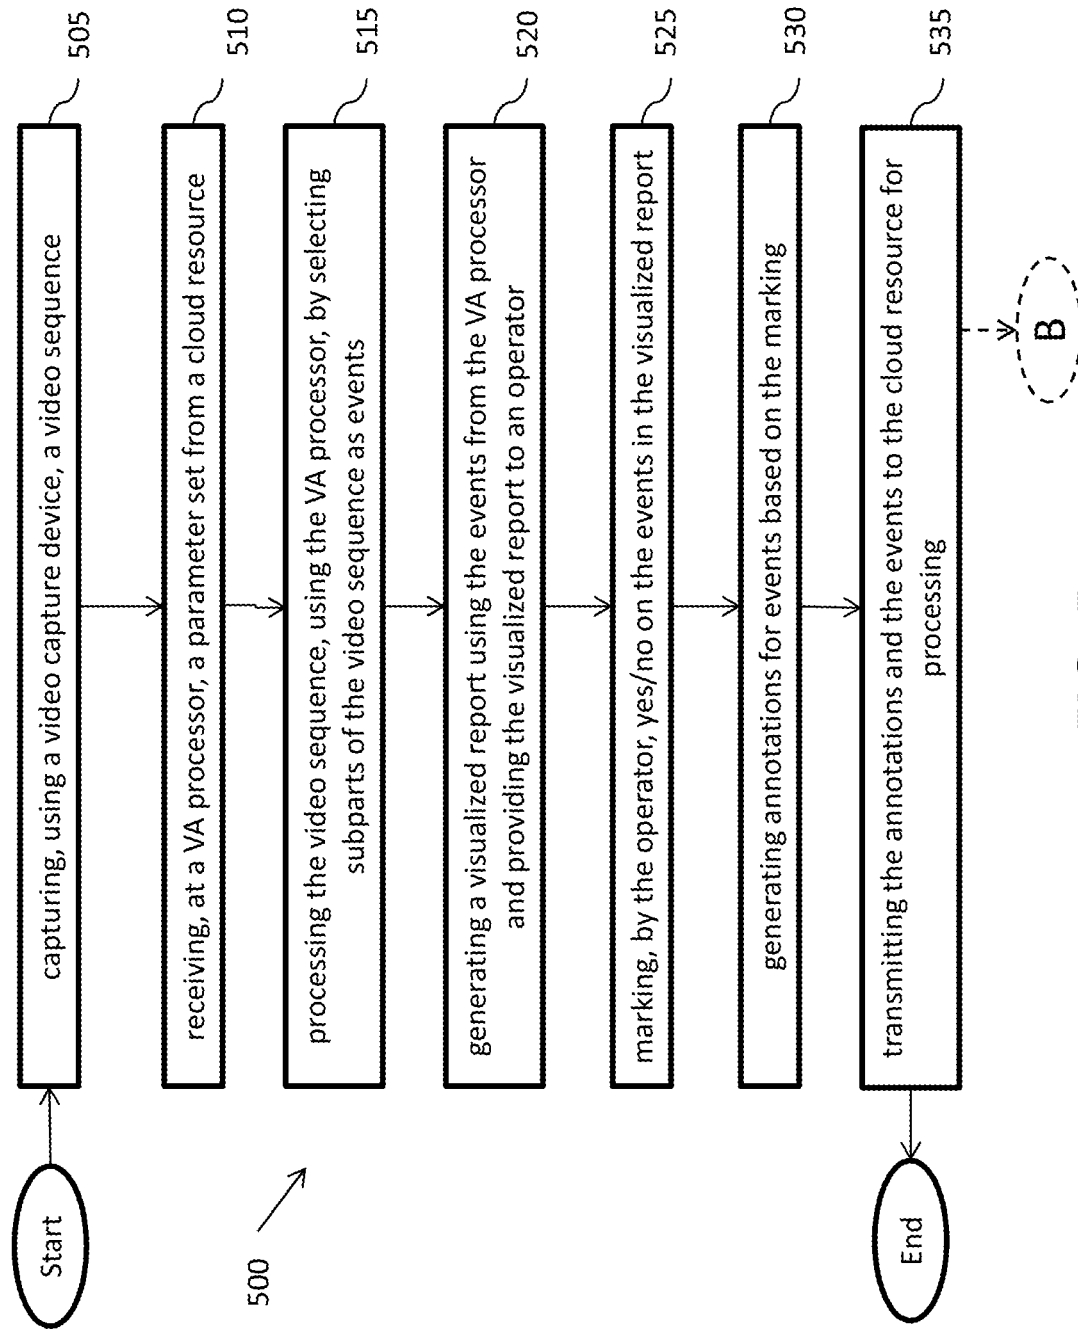 Start
capturing, using a video capture device, a video sequence
505
receiving, at a VA processor, a parameter set from a cloud resource
510
processing the video sequence, using the VA processor, by selecting
subparts of the video sequence as events
515
generating a visualized report using the events from the VA processor
and providing the visualized report to an operator
520
marking, by the operator, yes/no on the events in the visualized report
525
generating annotations for events based on the marking
530
transmitting the annotations and the events to the cloud resource for
processing
535
End
B
500